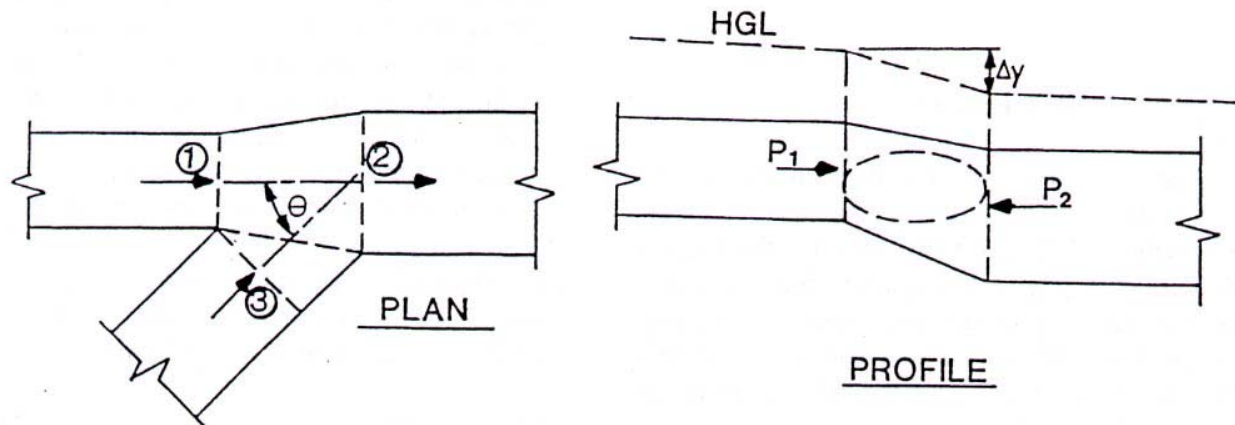 HGL
Δy
①
②
θ
③
PLAN
P₁
P₂
PROFILE